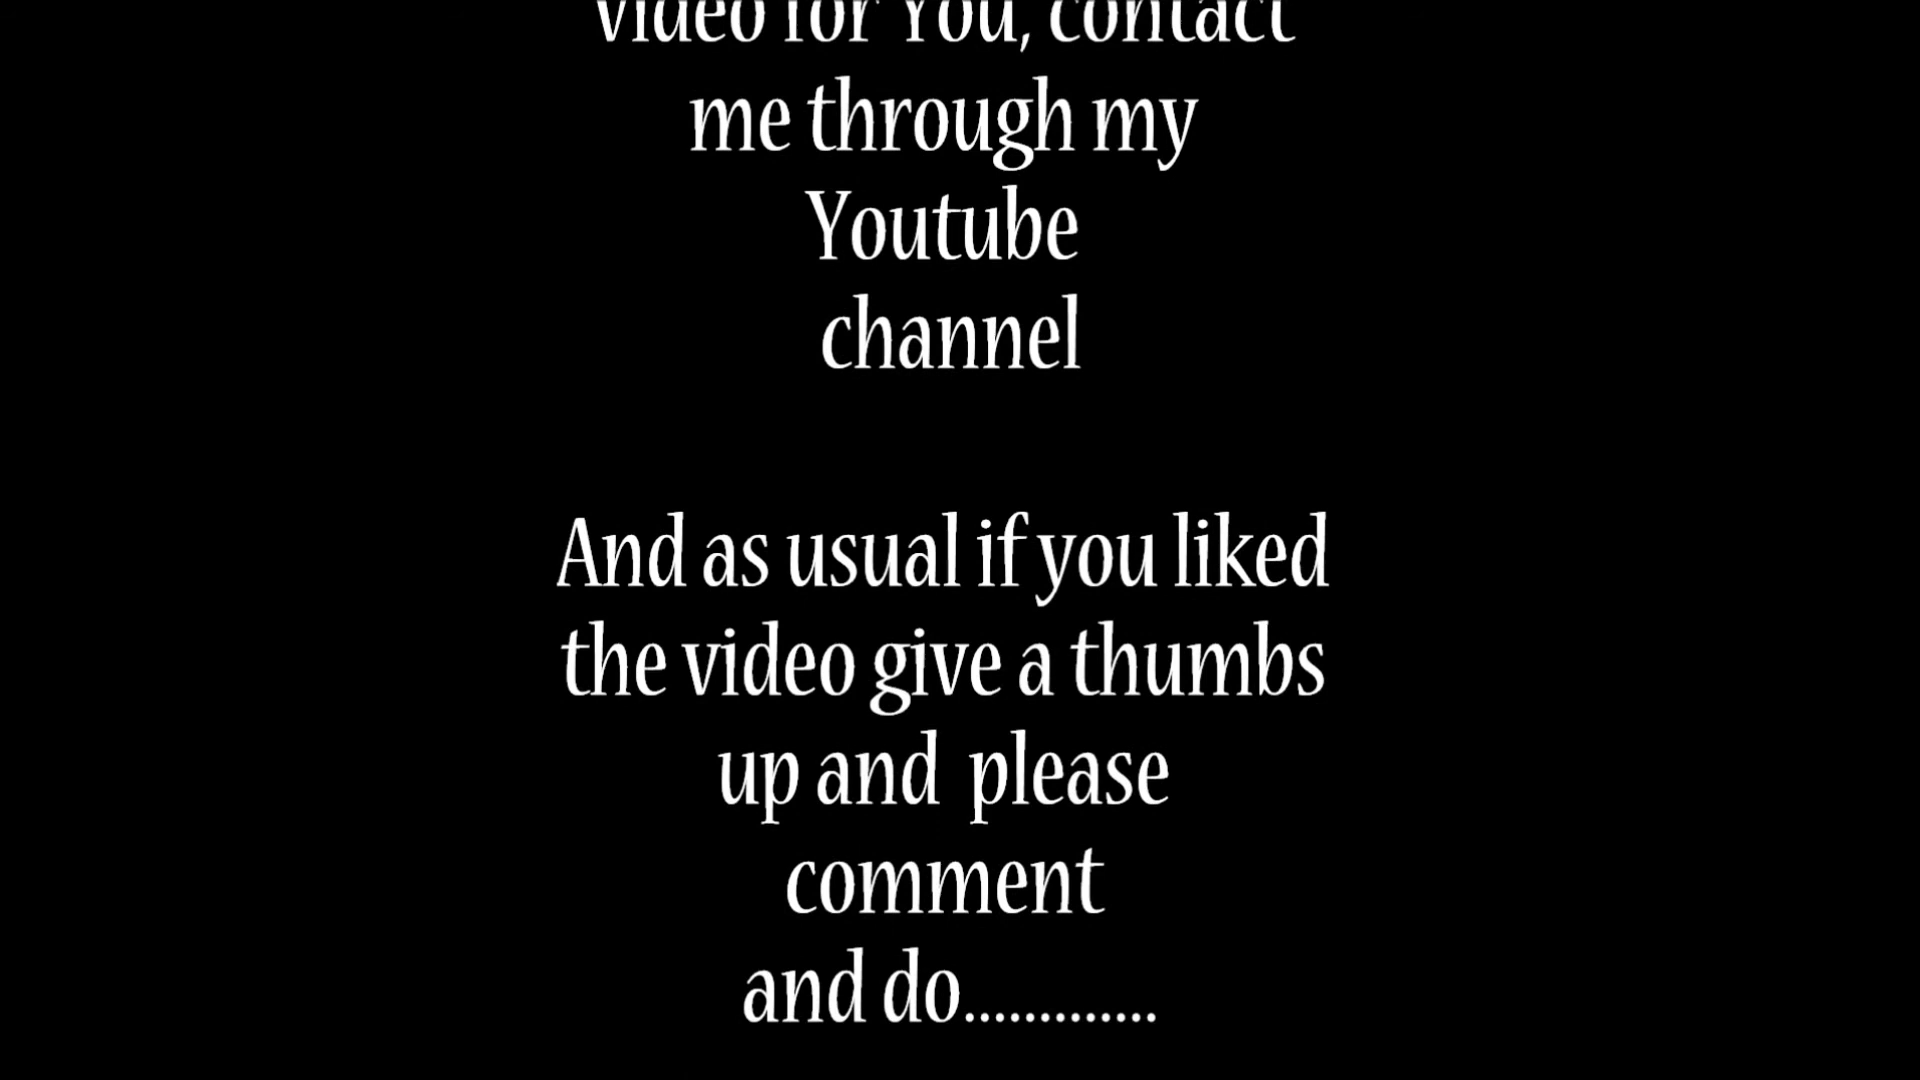 video for You, contact
me through my
Youtube
channel
And as usual if you liked
the video give a thumbs
up and  please
comment
and do.............